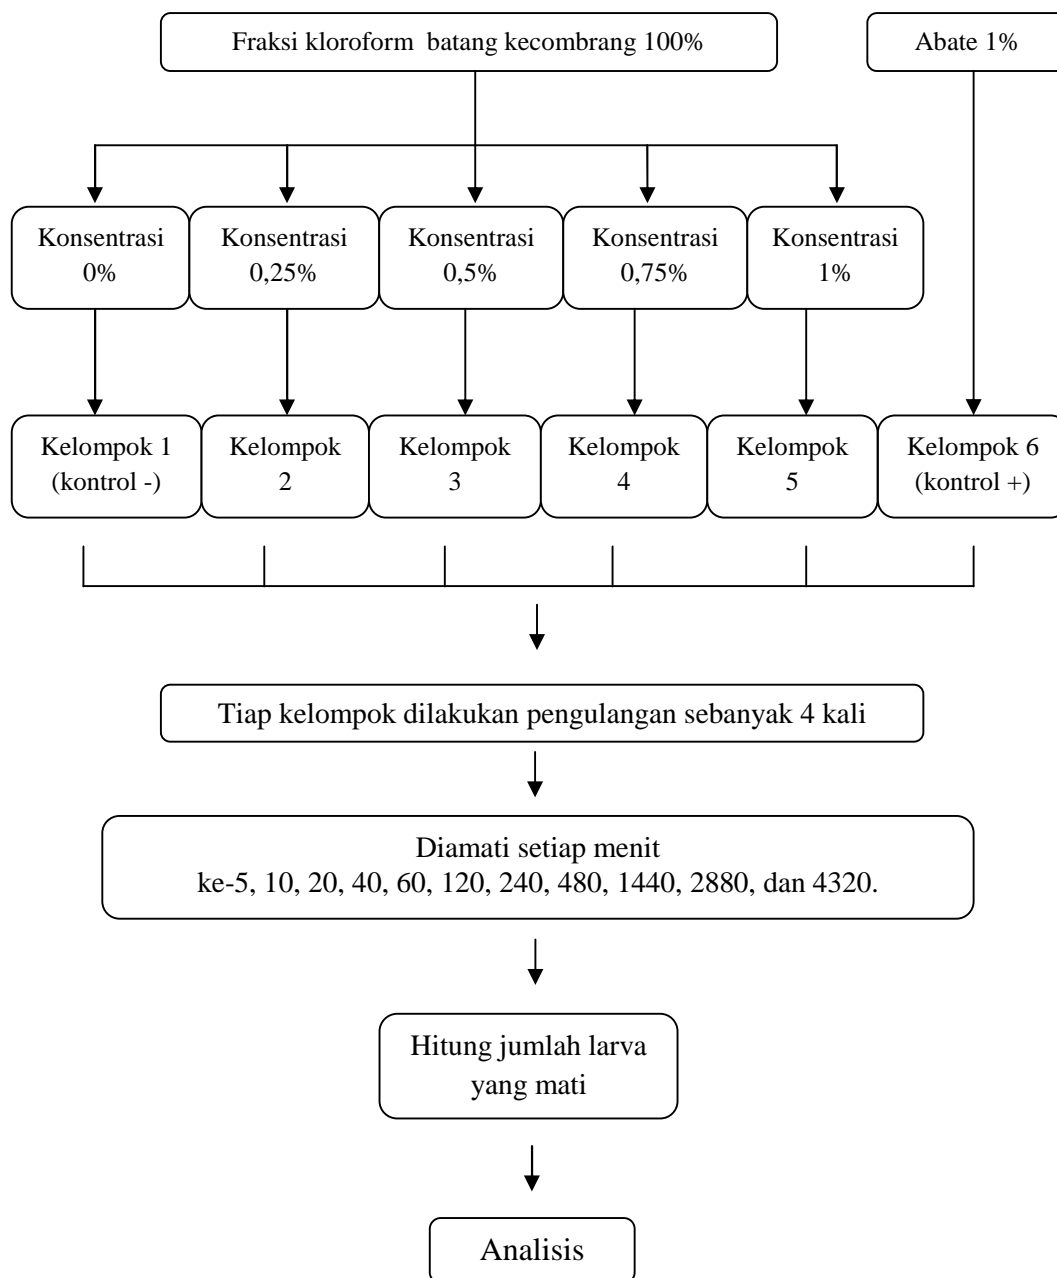 Fraksi kloroform batang kecombrang 100%
Abate 1%
Konsentrasi
0%
Konsentrasi
0,25%
Konsentrasi
0,5%
Konsentrasi
0,75%
Konsentrasi
1%
Kelompok 1
(kontrol -)
Kelompok
2
Kelompok
3
Kelompok
4
Kelompok
5
Kelompok 6
(kontrol +)
Tiap kelompok dilakukan pengulangan sebanyak 4 kali
Diamati setiap menit
ke-5, 10, 20, 40, 60, 120, 240, 480, 1440, 2880, dan 4320.
Hitung jumlah larva
yang mati
Analisis